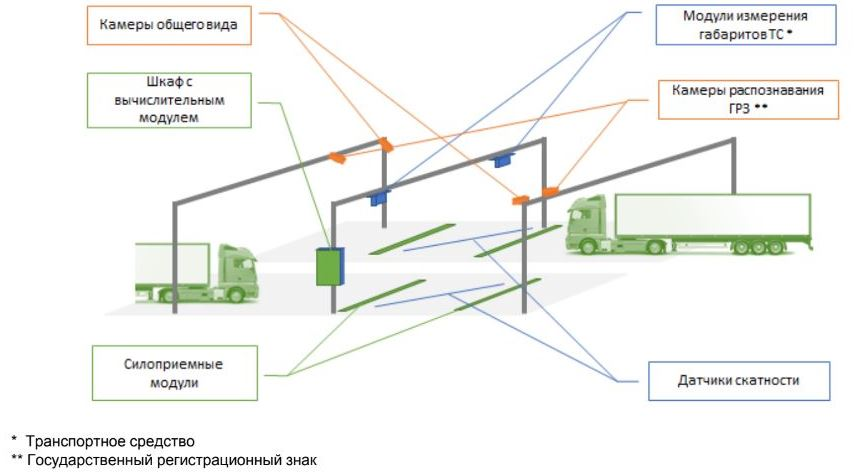 Камеры общего вида
Модули измерения
габаритов ТС *
Шкаф с
вычислительным
модулем
Камеры распознавания
ГРЗ **
Силоприемные
модули
Датчики скатности
* Транспортное средство
** Государственный регистрационный знак